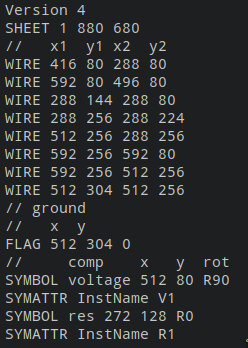 Version 4
SHEET 1 880 680
//   x1  y1 x2  y2
WIRE 416 80 288 80
WIRE 592 80 496 80
WIRE 288 144 288 80
WIRE 288 256 288 224
WIRE 512 256 288 256
WIRE 592 256 592 80
WIRE 592 256 512 256
WIRE 512 304 512 256
// ground
//   x  y
FLAG 512 304 0
//     comp    x   y  rot
SYMBOL voltage 512 80 R90
SYMATTR InstName V1
SYMBOL res 272 128 R0
SYMATTR InstName R1